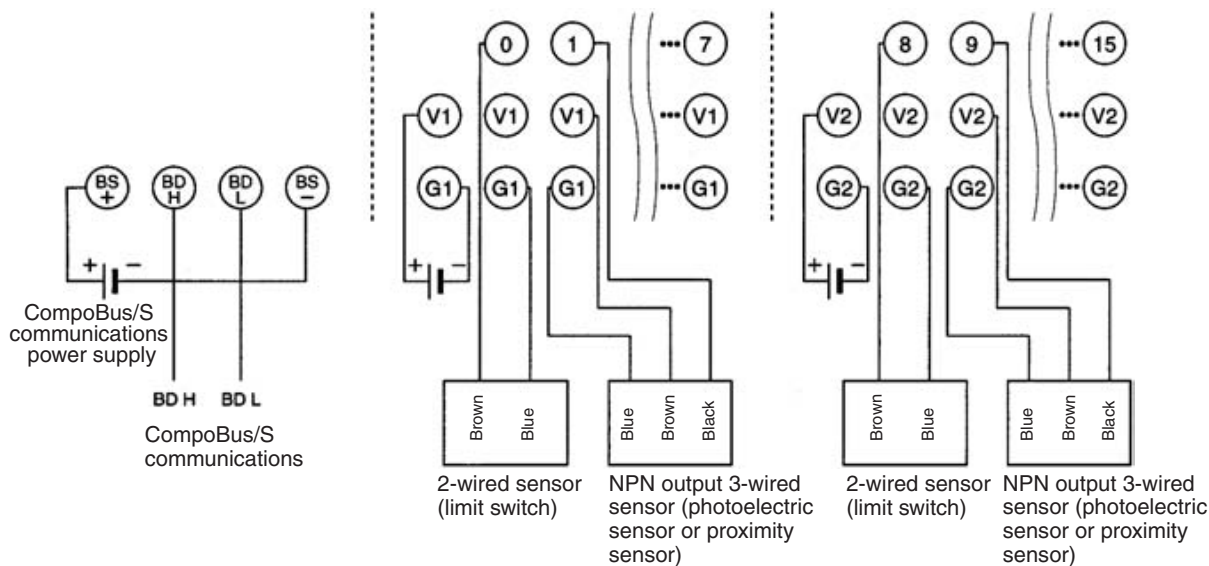 0 1 ••• 7
V1 V1 V1 ••• V1
G1 G1 G1 ••• G1
8 9 ••• 15
V2 V2 V2 ••• V2
G2 G2 G2 ••• G2
BS
+
BD
H
BD
L
BS
–
+ –
CompoBus/S
communications
power supply
BD H BD L
CompoBus/S
communications
+ –
Brown
Blue
2-wired sensor
(limit switch)
Blue
Brown
Black
NPN output 3-wired
sensor (photoelectric
sensor or proximity
sensor)
+ –
Brown
Blue
2-wired sensor
(limit switch)
Blue
Brown
Black
NPN output 3-wired
sensor (photoelectric
sensor or proximity
sensor)